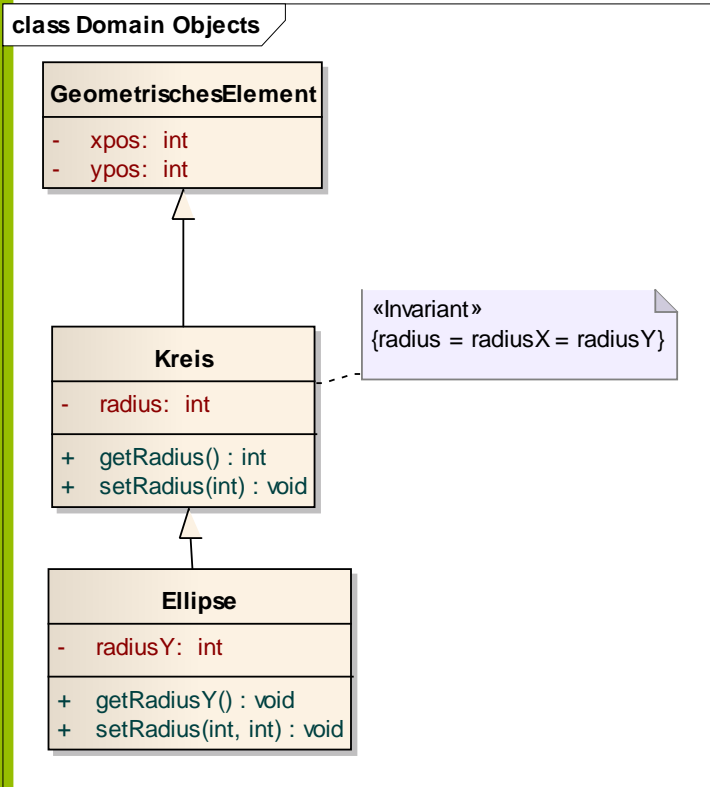 class Domain Objects
GeometrischesElement
- xpos: int
- ypos: int
«Invariant»
{radius = radiusX = radiusY}
Kreis
- radius: int
+ getRadius() : int
+ setRadius(int) : void
Ellipse
- radiusY: int
+ getRadiusY() : void
+ setRadius(int, int) : void